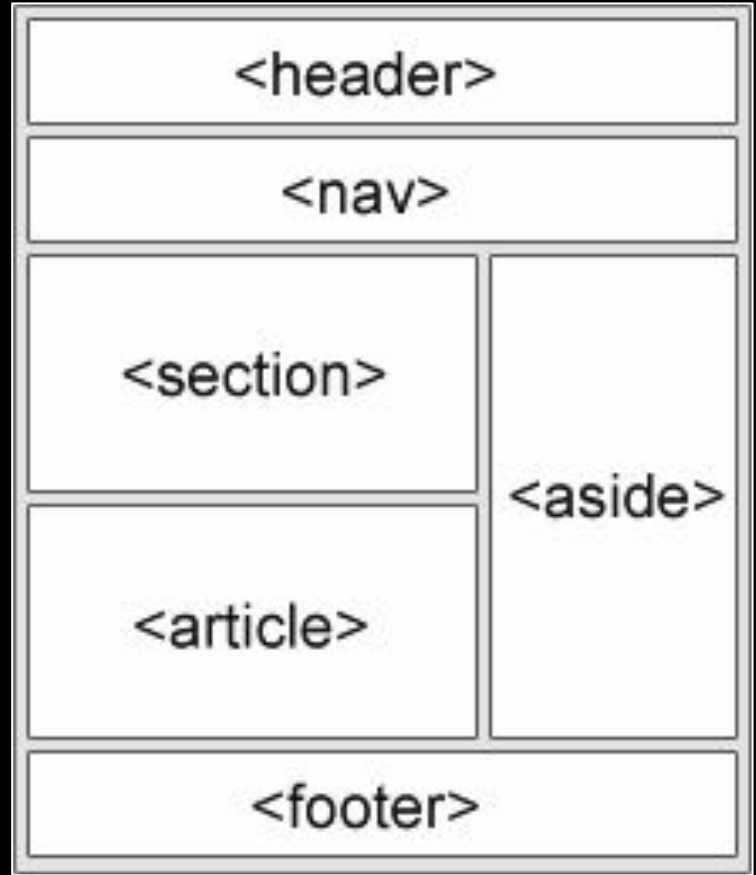 <header>
<nav>
<section>
<aside>
<article>
<footer>